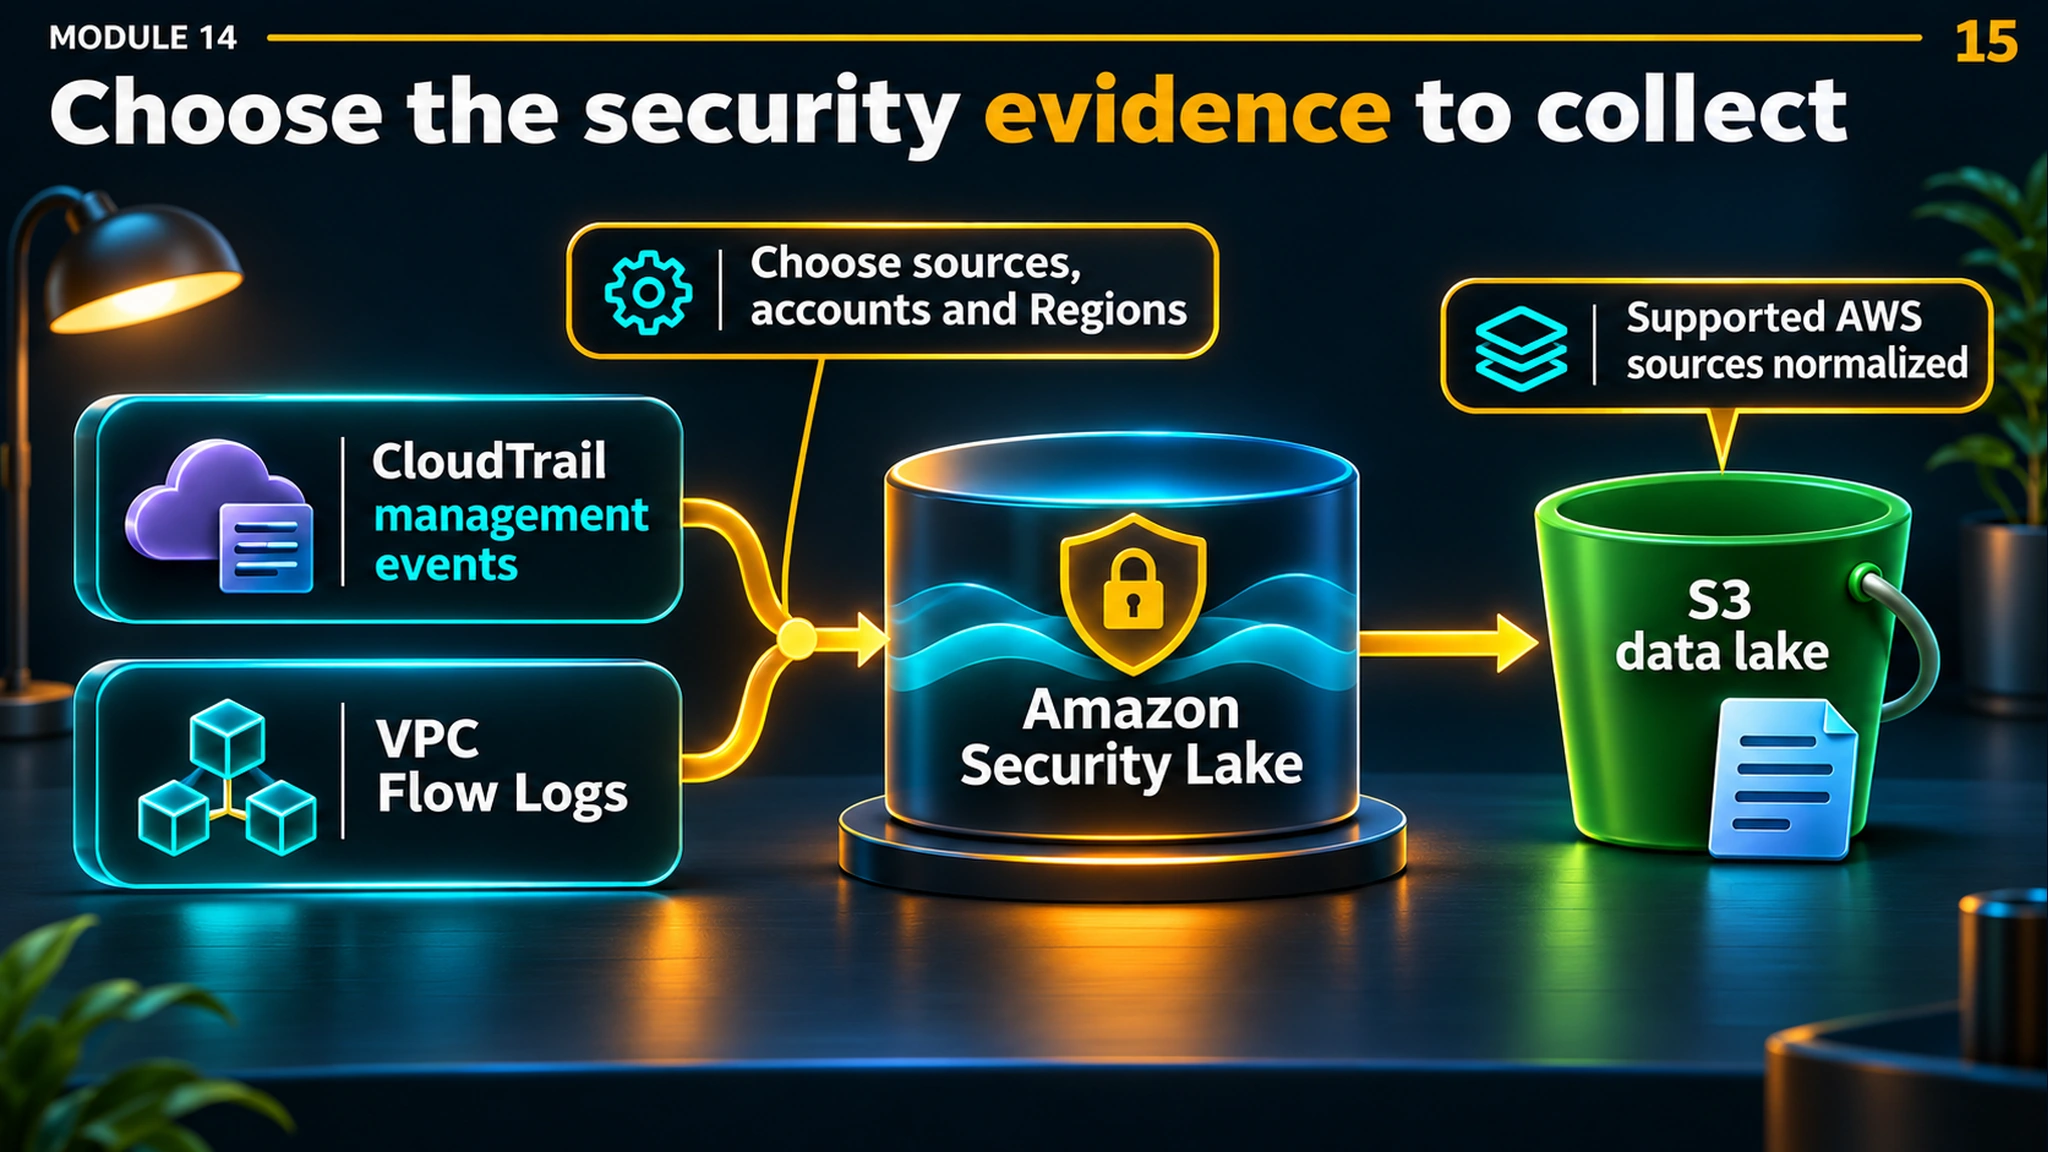 MODULE 14
15
Choose the security evidence to collect
Choose sources,
accounts and Regions
Supported AWS
sources normalized
CloudTrail
management
events
VPC
Flow Logs
Amazon
Security Lake
S3
data lake